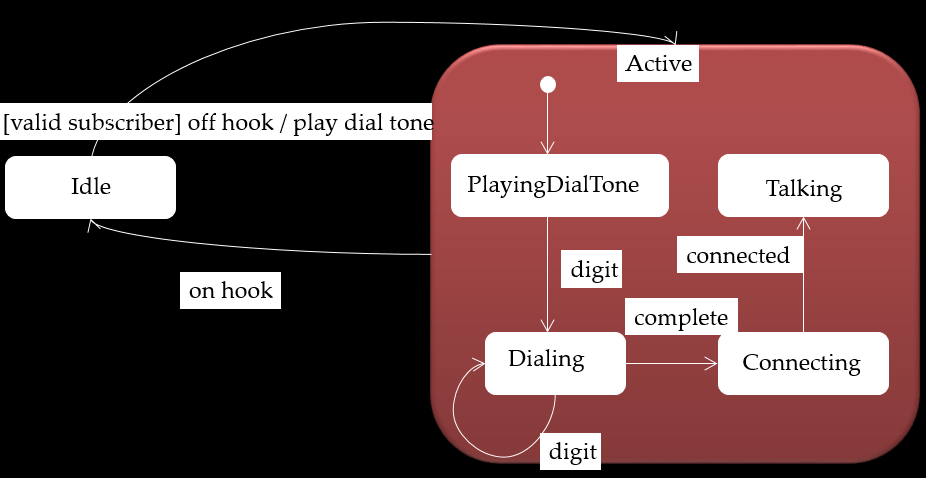 Active
[valid subscriber] off hook / play dial tone
Idle
PlayingDialTone
Talking
connected
digit
on hook
complete
Dialing
Connecting
digit